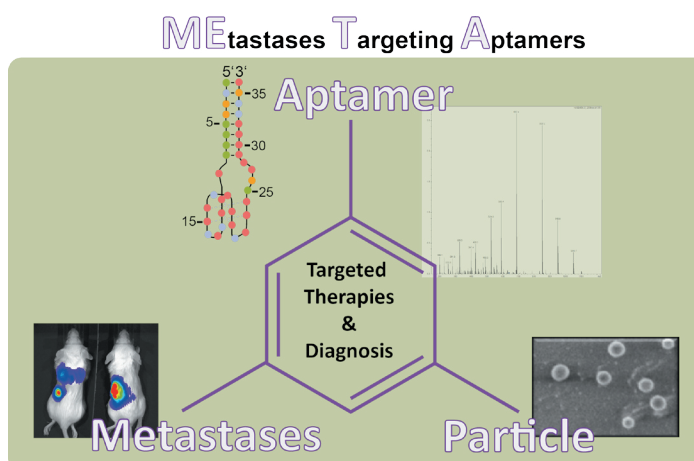 MEtastases Targeting Aptamers
5'3'
Aptamer
35
5
30
25
15
Targeted
Therapies
&
Diagnosis
Metastases
Particle